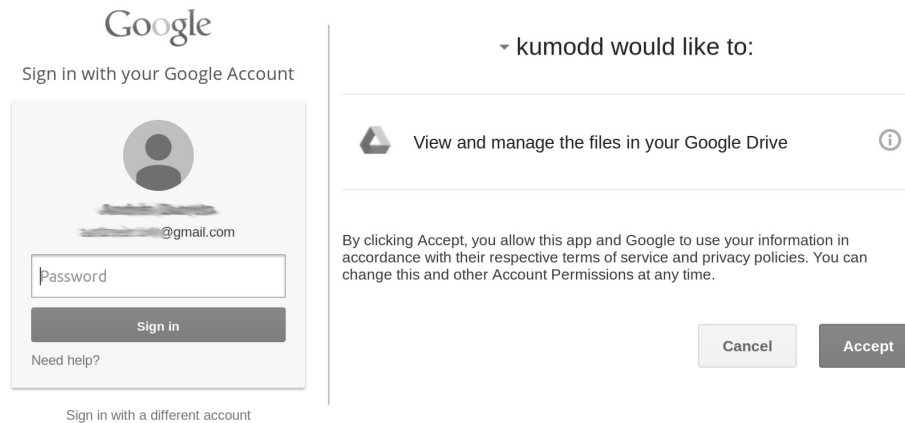 Google
Sign in with your Google Account
@gmail.com
Password
Sign in
Need help?
Sign in with a different account
kumodd would like to:
View and manage the files in your Google Drive
By clicking Accept, you allow this app and Google to use your information in
accordance with their respective terms of service and privacy policies. You can
change this and other Account Permissions at any time.
Cancel
Accept